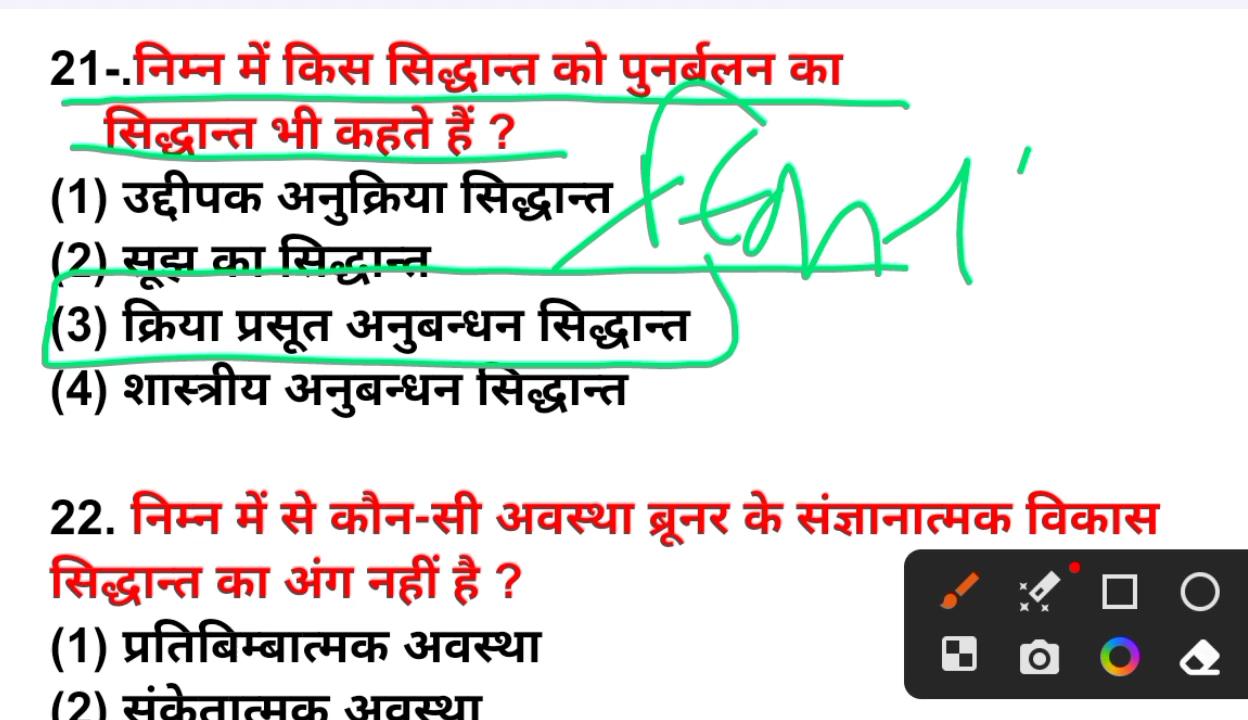 21-.निम्न में किस सिद्धान्त को पुनर्बलन का
सिद्धान्त भी कहते हैं ?
(1) उद्दीपक अनुक्रिया सिद्धान्त
(2) सूझ का सिद्धान्त
(3) क्रिया प्रसूत अनुबन्धन सिद्धान्त
(4) शास्त्रीय अनुबन्धन सिद्धान्त
22. निम्न में से कौन-सी अवस्था ब्रूनर के संज्ञानात्मक विकास
सिद्धान्त का अंग नहीं है ?
(1) प्रतिबिम्बात्मक अवस्था
(2) संकेतात्मक अवस्था